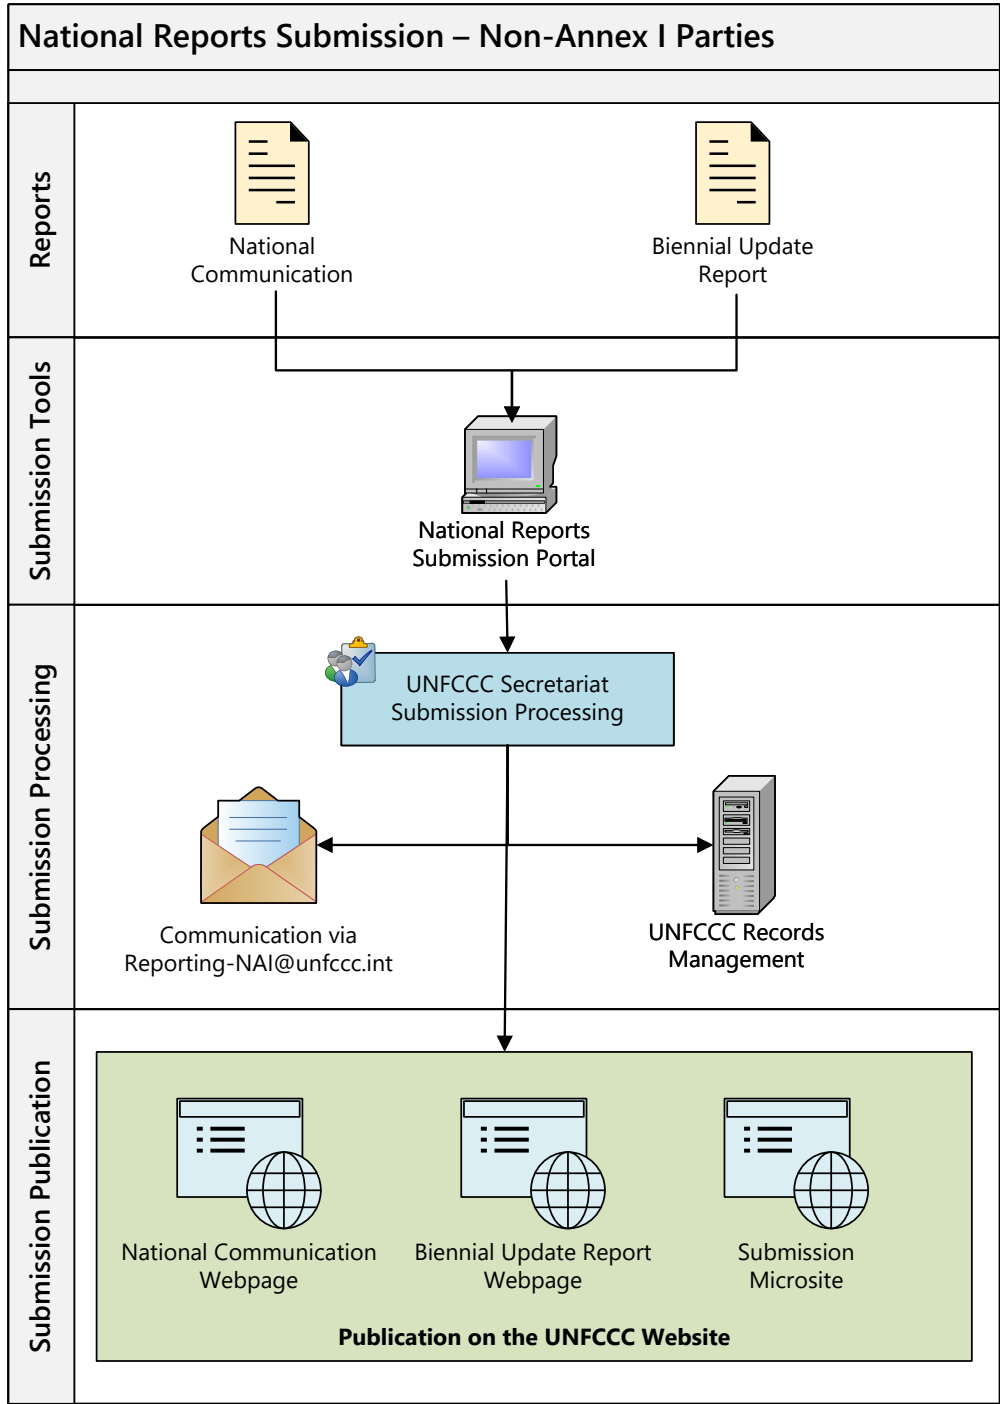 National Reports Submission – Non-Annex I Parties
Reports
National
Communication
Biennial Update
Report
Submission Tools
National Reports
Submission Portal
Submission Processing
UNFCCC Secretariat
Submission Processing
Communication via
Reporting-NAI@unfccc.int
UNFCCC Records
Management
Submission Publication
National Communication
Webpage
Biennial Update Report
Webpage
Submission
Microsite
Publication on the UNFCCC Website